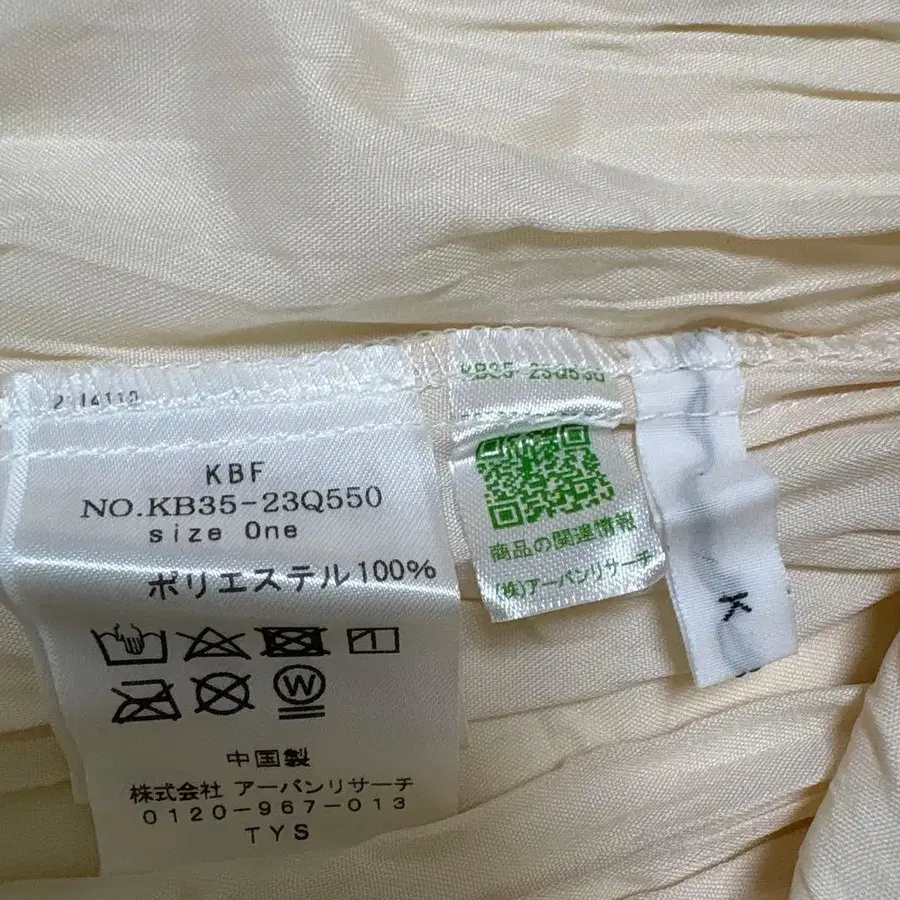 KBF
NO.KB35-23Q550
size One
ポリエステル100%
W
中国製
株式会社 アーバンリサーチ
0120-967-013
TYS
商品の関連情報
(株)アーバンリサーチ
K